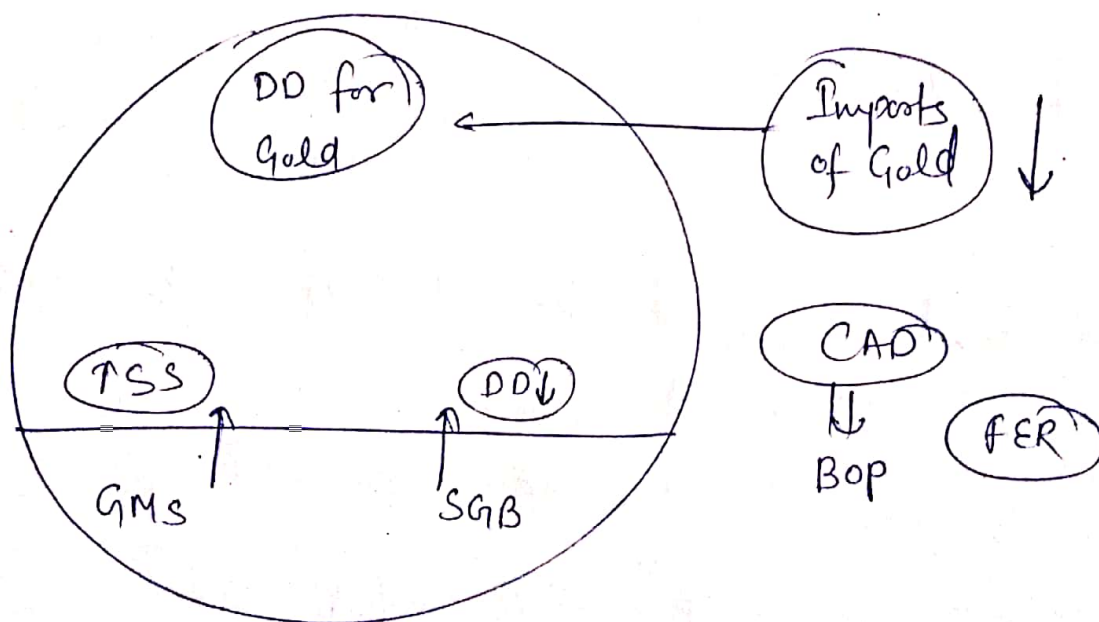 DD for
Gold
Imports
of Gold
↓
↑SS
DD↓
CAD
FER
BOP
GMS
SGB